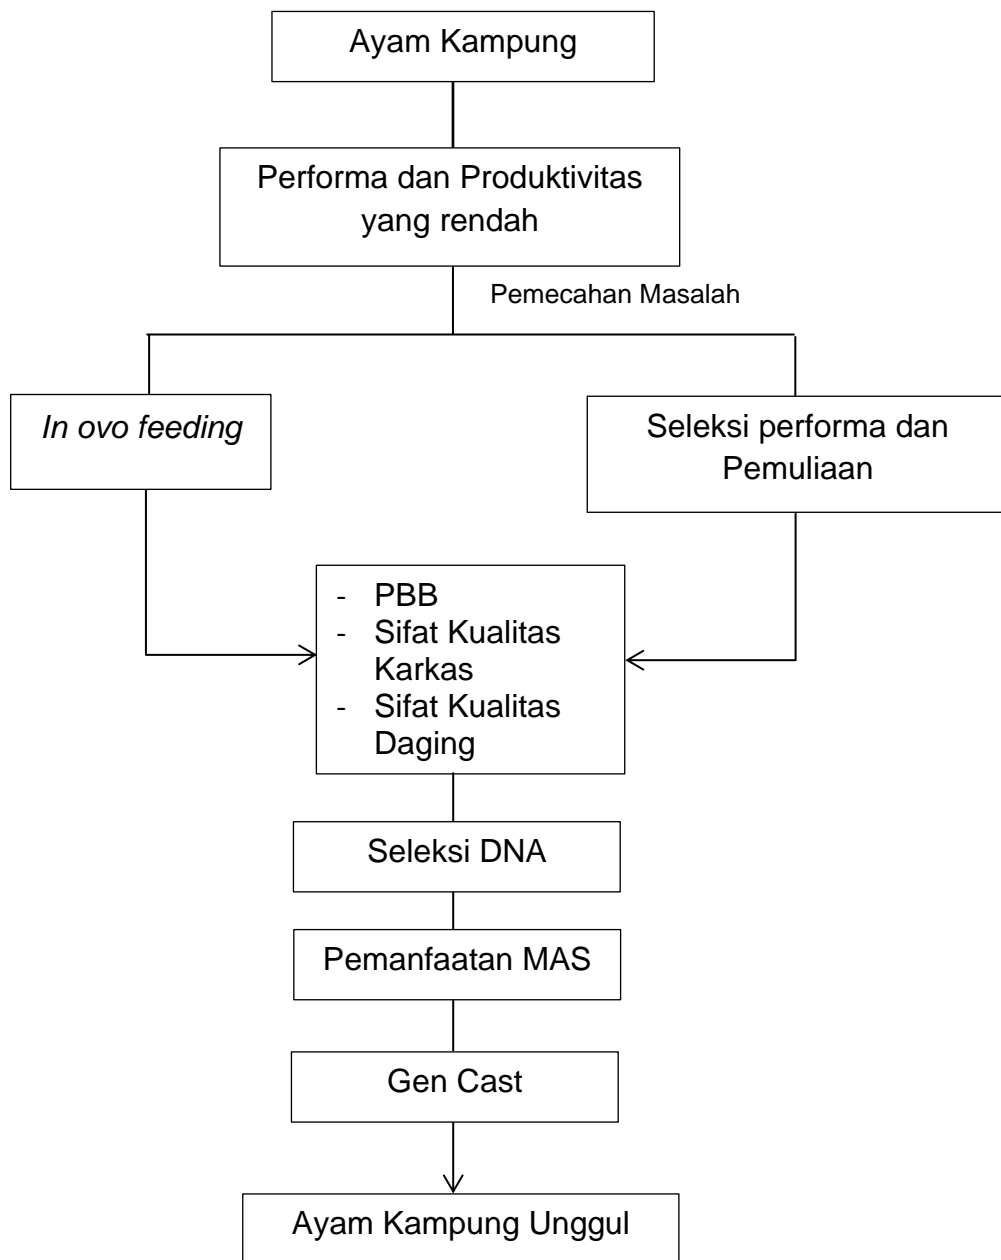 Ayam Kampung
Performa dan Produktivitas
yang rendah
Pemecahan Masalah
In ovo feeding
Seleksi performa dan
Pemuliaan
- PBB
- Sifat Kualitas
Karkas
- Sifat Kualitas
Daging
Seleksi DNA
Pemanfaatan MAS
Gen Cast
Ayam Kampung Unggul